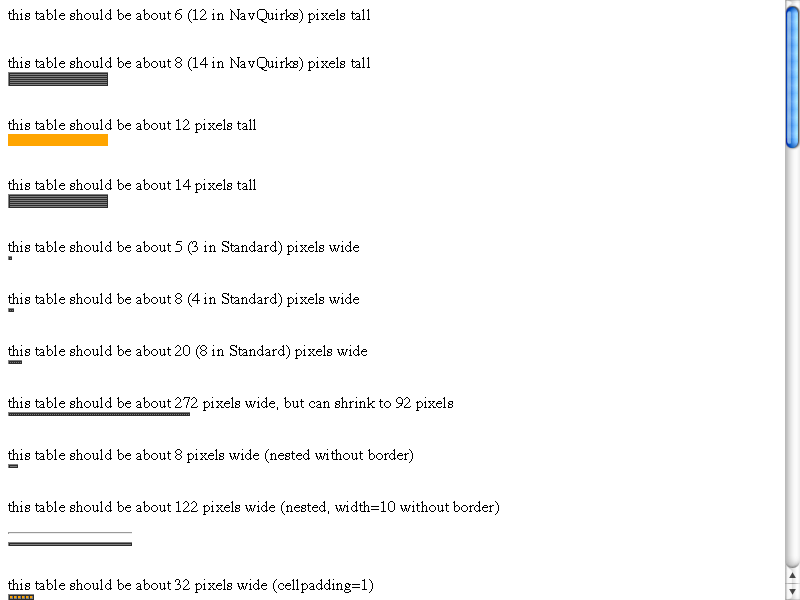 this table should be about 6 (12 in NavQuirks) pixels tall
this table should be about 8 (14 in NavQuirks) pixels tall
this table should be about 12 pixels tall
this table should be about 14 pixels tall
this table should be about 5 (3 in Standard) pixels wide
this table should be about 8 (4 in Standard) pixels wide
this table should be about 20 (8 in Standard) pixels wide
this table should be about 272 pixels wide, but can shrink to 92 pixels
this table should be about 8 pixels wide (nested without border)
this table should be about 122 pixels wide (nested, width=10 without border)
this table should be about 32 pixels wide (cellpadding=1)